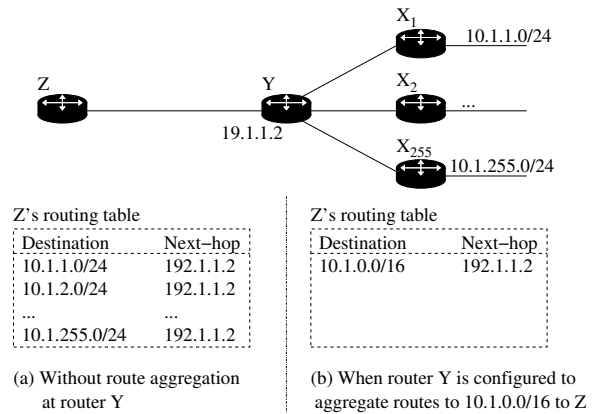 X1
10.1.1.0/24
Z
Y
X2
...
19.1.1.2
X255
10.1.255.0/24
Z's routing table
Destination Next-hop
10.1.1.0/24 192.1.1.2
10.1.2.0/24 192.1.1.2
... ...
10.1.255.0/24 192.1.1.2
(a) Without route aggregation
at router Y
Z's routing table
Destination Next-hop
10.1.0.0/16 192.1.1.2
(b) When router Y is configured to
aggregate routes to 10.1.0.0/16 to Z